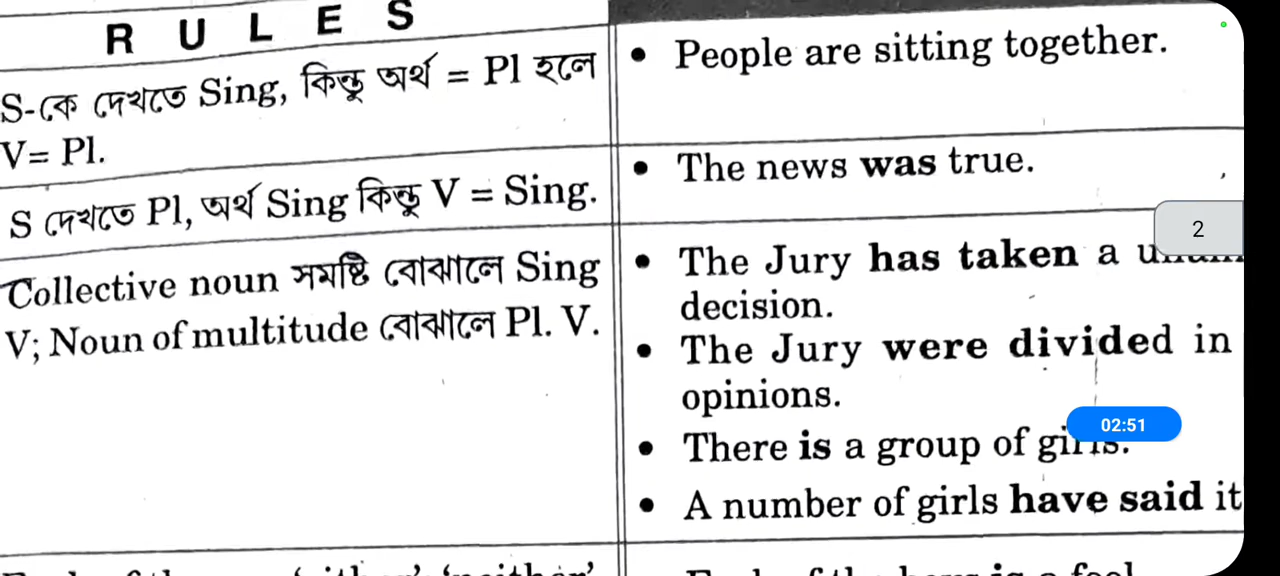 R U L E S
S-কে দেখতে Sing, কিন্তু অর্থ = Pl হলে
V= Pl.
• People are sitting together.
S দেখতে Pl, অর্থ Sing কিন্তু V = Sing.
• The news was true.
Collective noun সমষ্টি বোঝালে Sing
V; Noun of multitude বোঝালে Pl. V.
• The Jury has taken a
decision.
• The Jury were divided in
opinions.
• There is a group of girls.
• A number of girls have said it
2
02:51